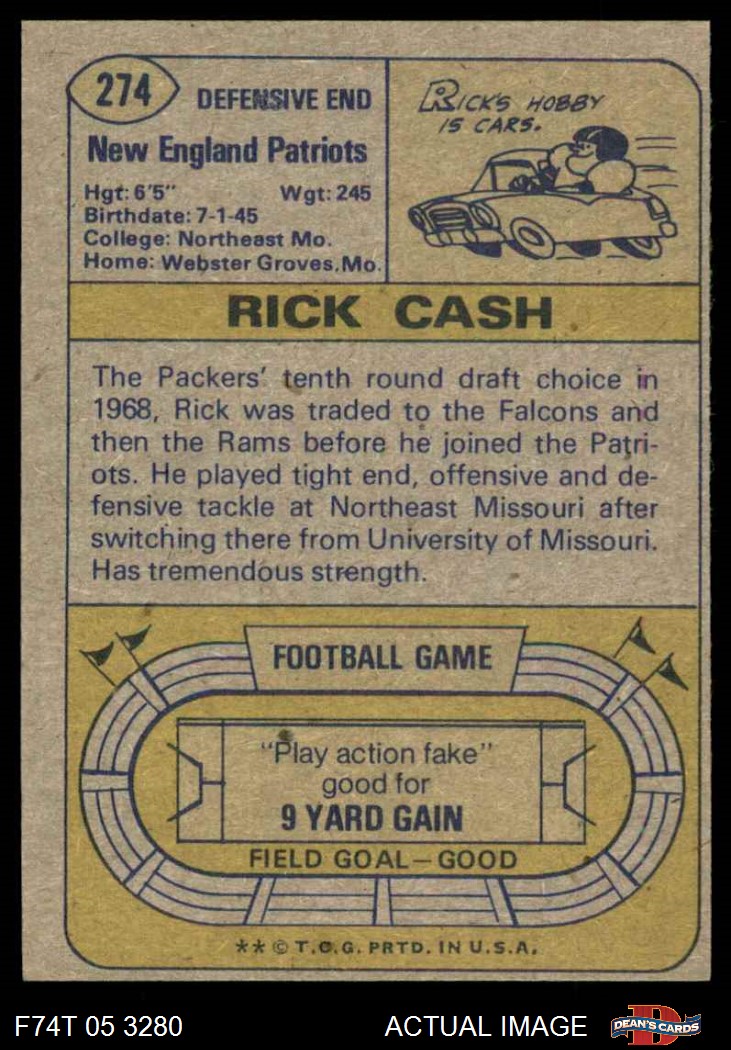 274
DEFENSIVE END
New England Patriots
Hgt: 6'5" Wgt: 245
Birthdate: 7-1-45
College: Northeast Mo.
Home: Webster Groves, Mo.
RICK'S HOBBY
IS CARS.
RICK CASH
The Packers' tenth round draft choice in
1968, Rick was traded to the Falcons and
then the Rams before he joined the Patri-
ots. He played tight end, offensive and de-
fensive tackle at Northeast Missouri after
switching there from University of Missouri.
Has tremendous strength.
FOOTBALL GAME
"Play action fake"
good for
9 YARD GAIN
FIELD GOAL—GOOD
** © T.C.G. PRTD. IN U.S.A.
F74T 05 3280
ACTUAL IMAGE
D
DEAN'S CARDS